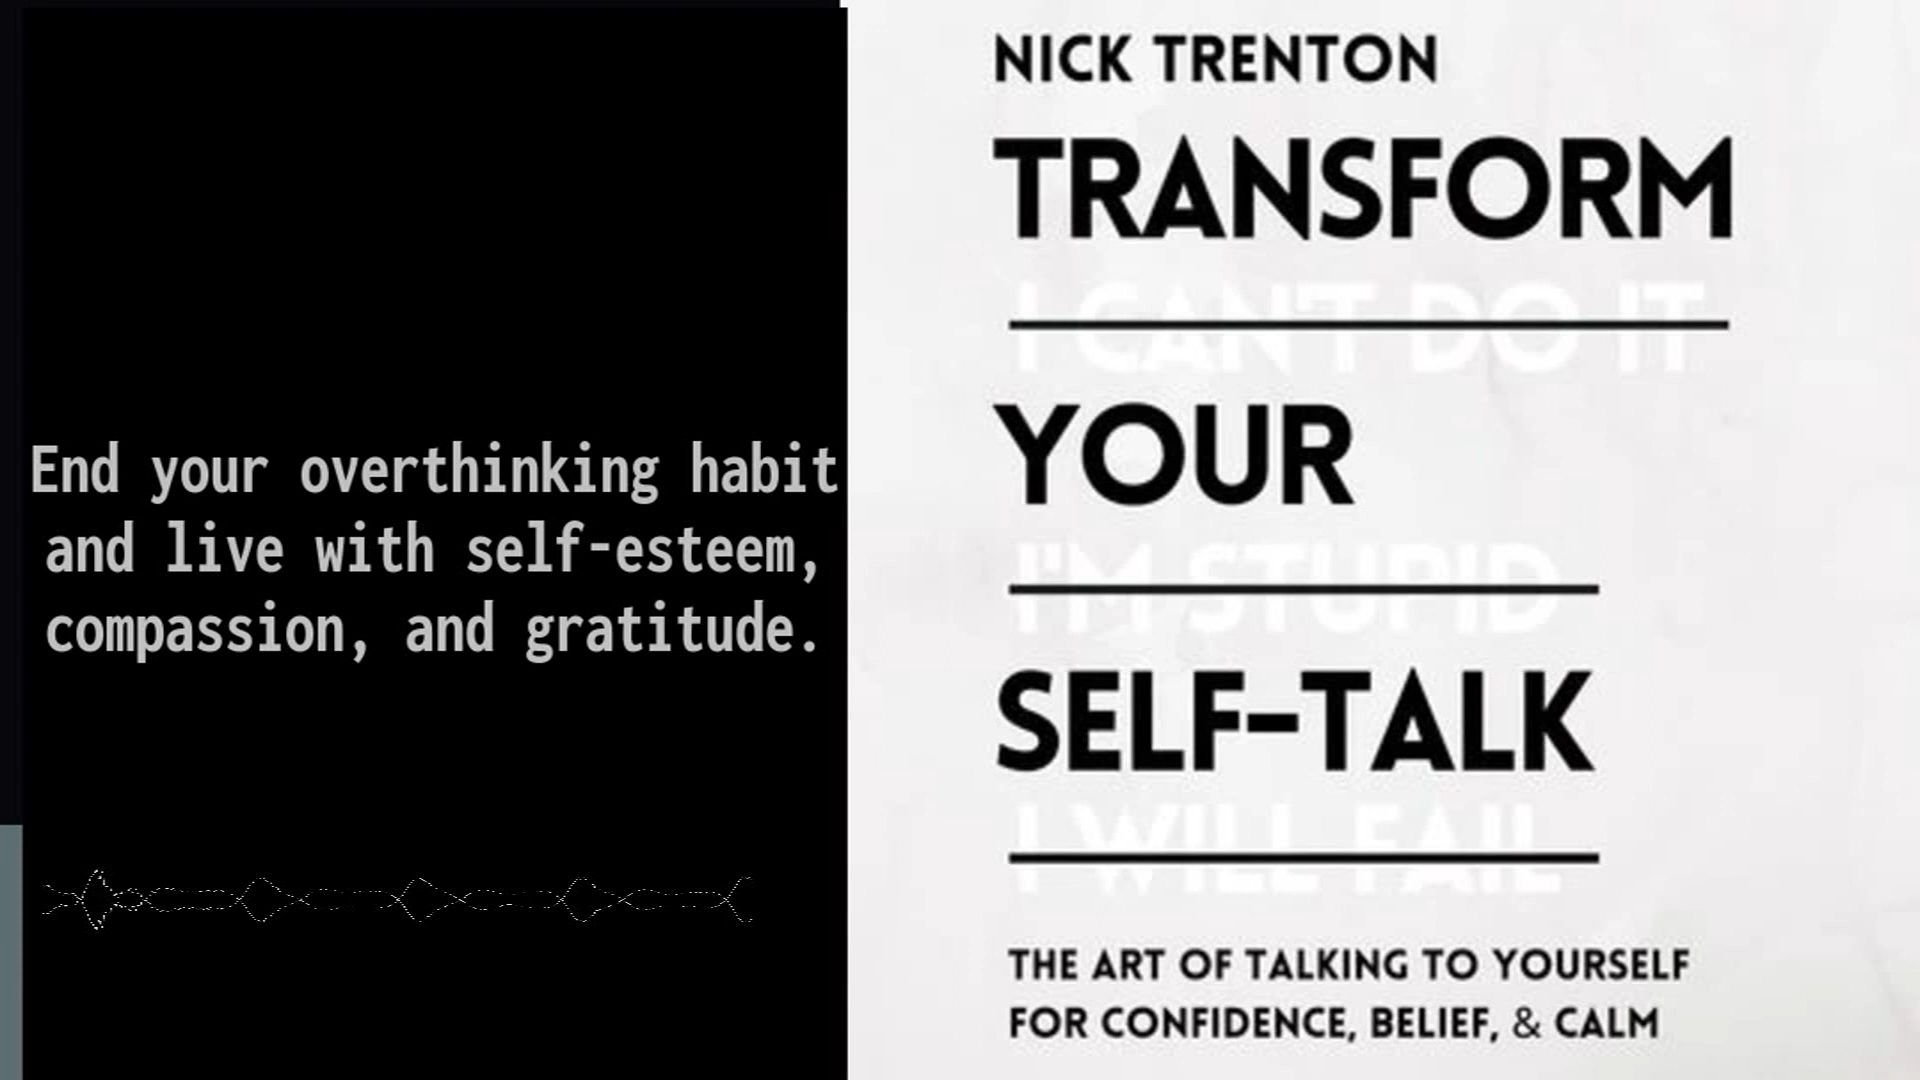 End your overthinking habit
and live with self-esteem,
compassion, and gratitude.
NICK TRENTON
TRANSFORM
I CAN'T DO IT
YOUR
I'M STUPID
SELF-TALK
I WILL FAIL
THE ART OF TALKING TO YOURSELF
FOR CONFIDENCE, BELIEF, & CALM